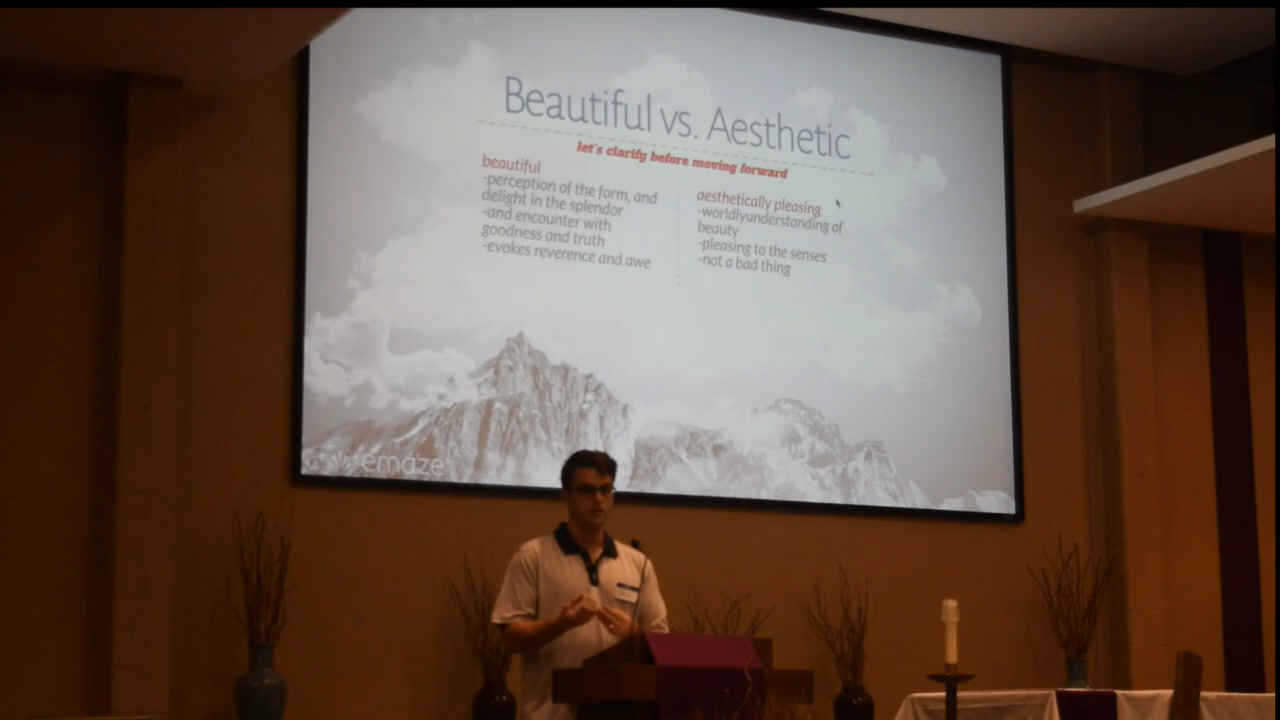 Beautiful vs. Aesthetic
let's clarify before moving forward
beautiful
-perception of the form, and
delight in the splendor
-and encounter with
goodness and truth
-evokes reverence and awe
aesthetically pleasing
-worldlyunderstanding of
beauty
-pleasing to the senses
-not a bad thing
emaze